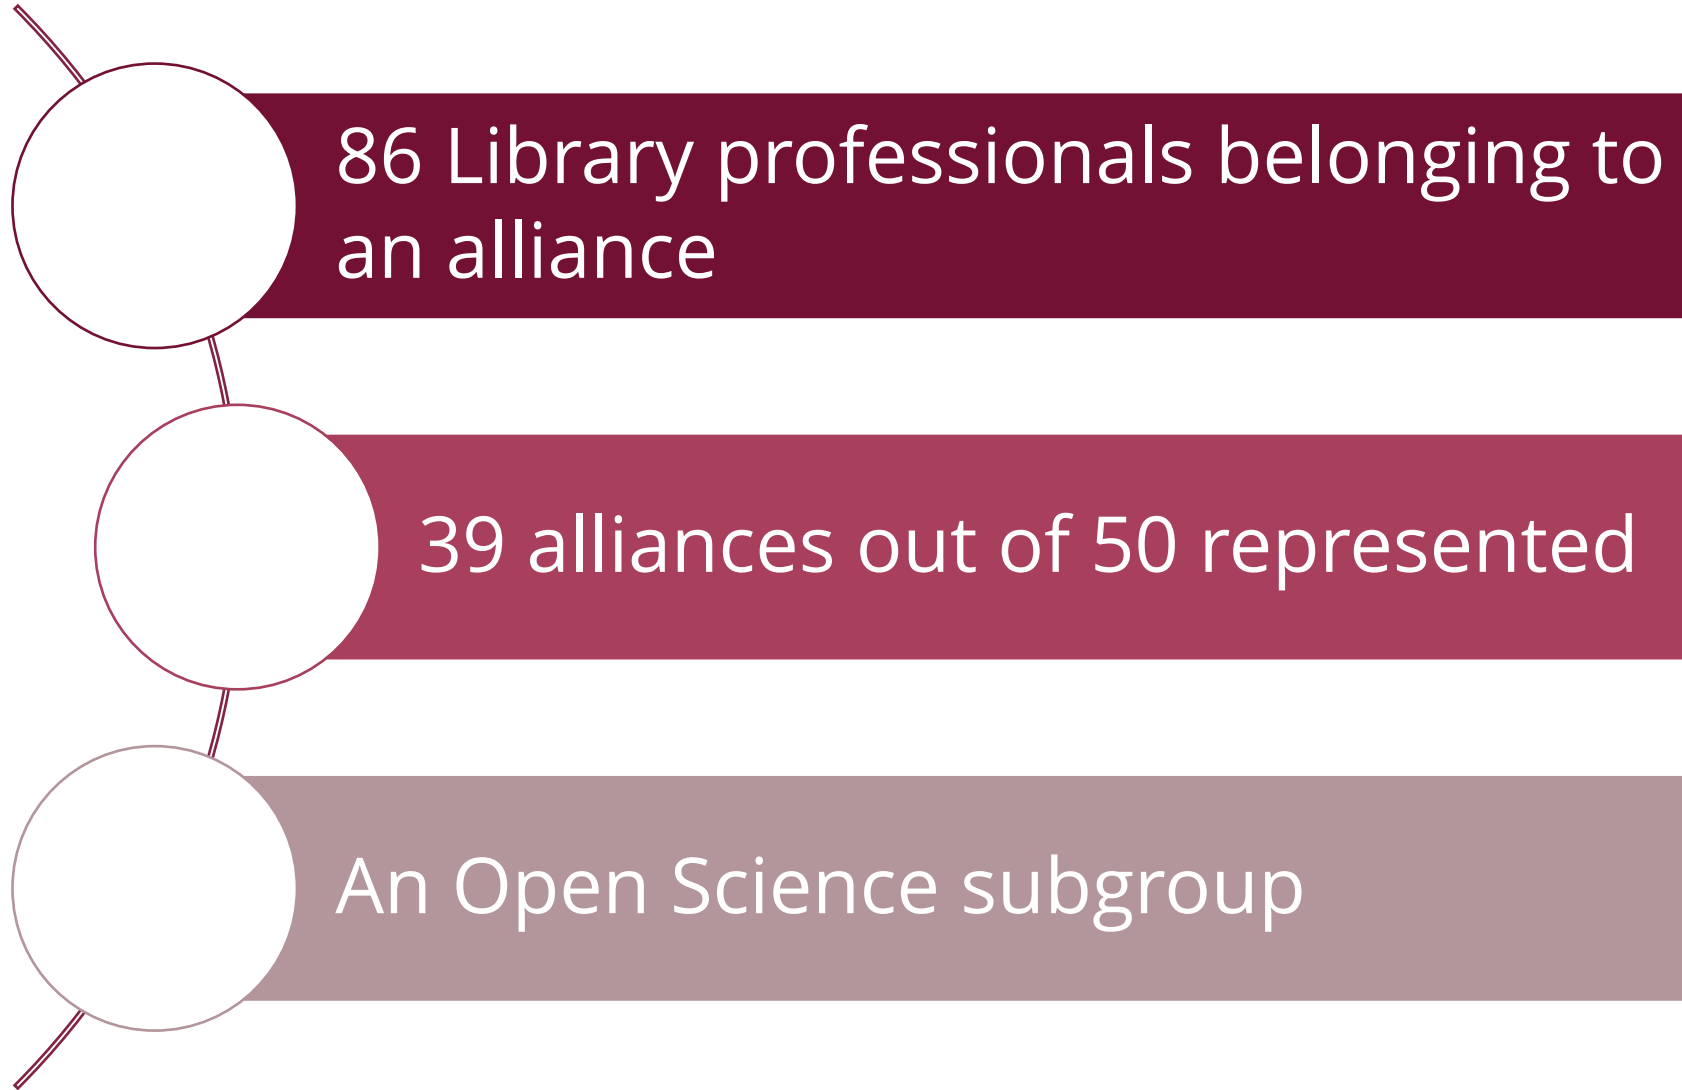 86 Library professionals belonging to
an alliance
39 alliances out of 50 represented
An Open Science subgroup